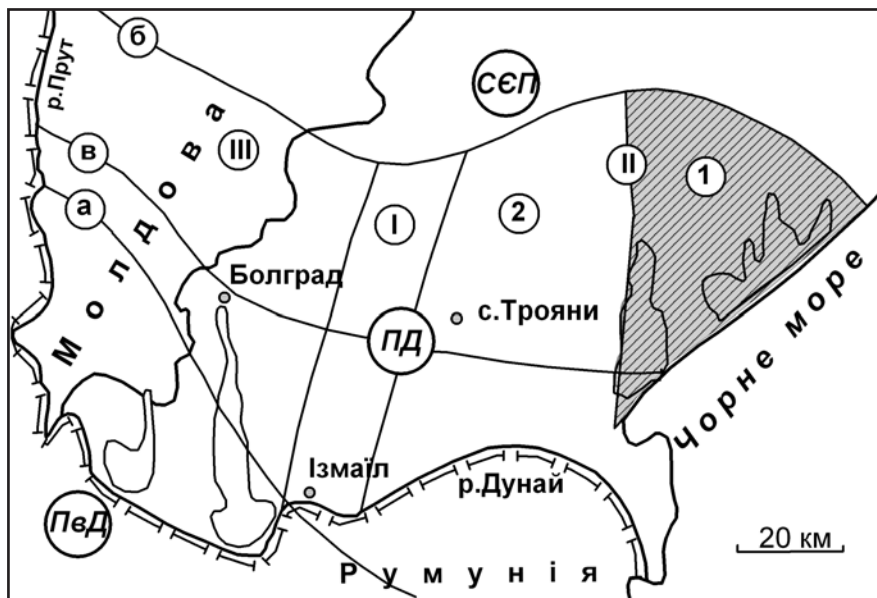 б
СЄП
р.Прут
Молдова
III
II
1
в
а
I
2
Болград
с.Трояни
ПД
Чорне море
Ізмаїл
р.Дунай
ПвД
20 км
Румунія